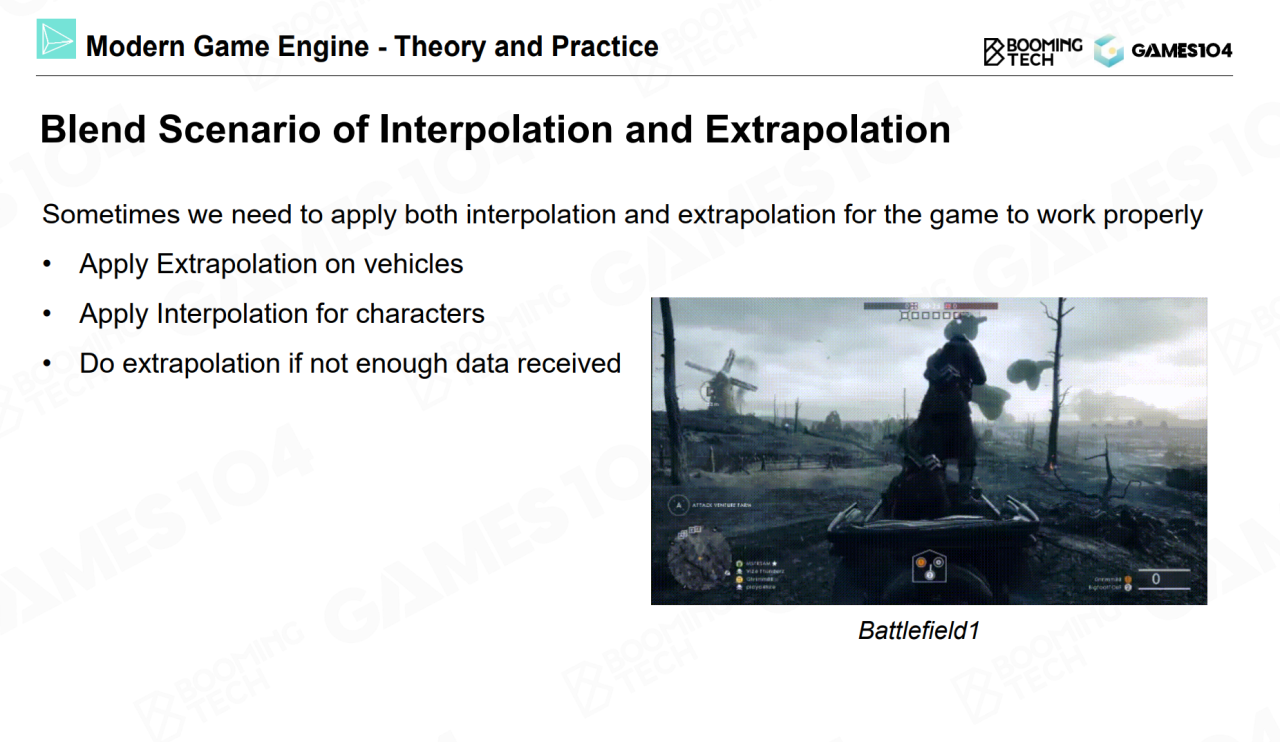 Modern Game Engine - Theory and Practice
BOOMING
TECH
GAMES104
Blend Scenario of Interpolation and Extrapolation
Sometimes we need to apply both interpolation and extrapolation for the game to work properly
• Apply Extrapolation on vehicles
• Apply Interpolation for characters
• Do extrapolation if not enough data received
A ATTACK VENTURE FARM
0
Battlefield1